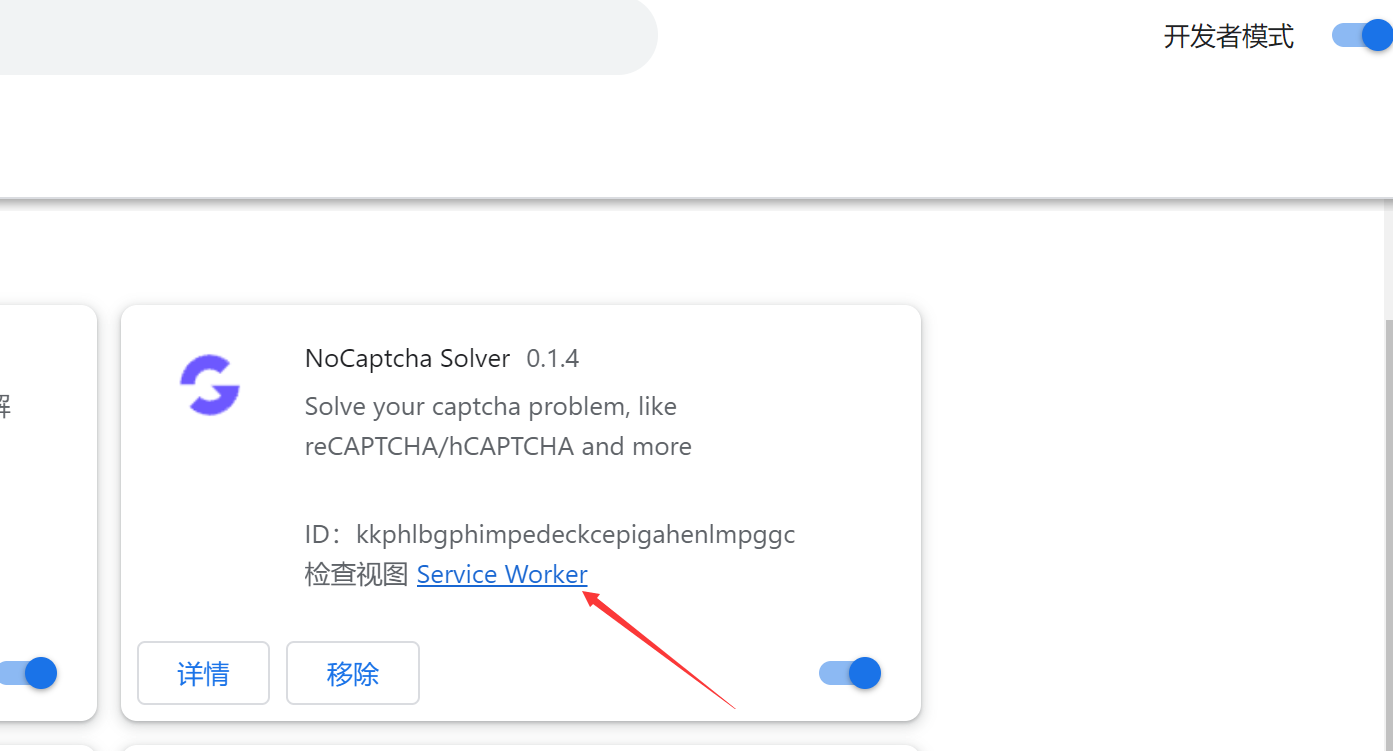 开发者模式
解
NoCaptcha Solver 0.1.4
Solve your captcha problem, like
reCAPTCHA/hCAPTCHA and more
ID：kkphlbgphimpedeckcepigahenlmpggc
检查视图 Service Worker
详情 移除